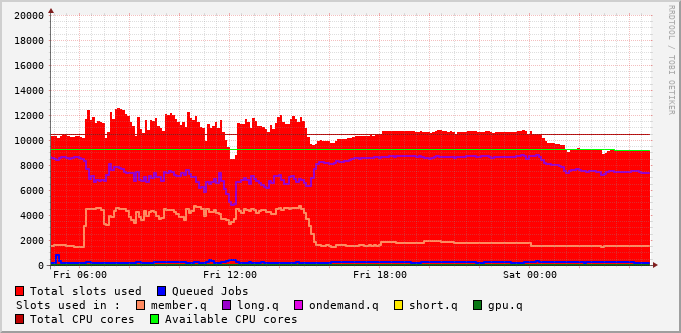 RRDTOOL / TOBI OETIKER
20000
18000
16000
14000
12000
10000
8000
6000
4000
2000
0
Fri 06:00 Fri 12:00 Fri 18:00 Sat 00:00
Total slots used Queued Jobs
Slots used in : member.q long.q ondemand.q short.q gpu.q
Total CPU cores Available CPU cores